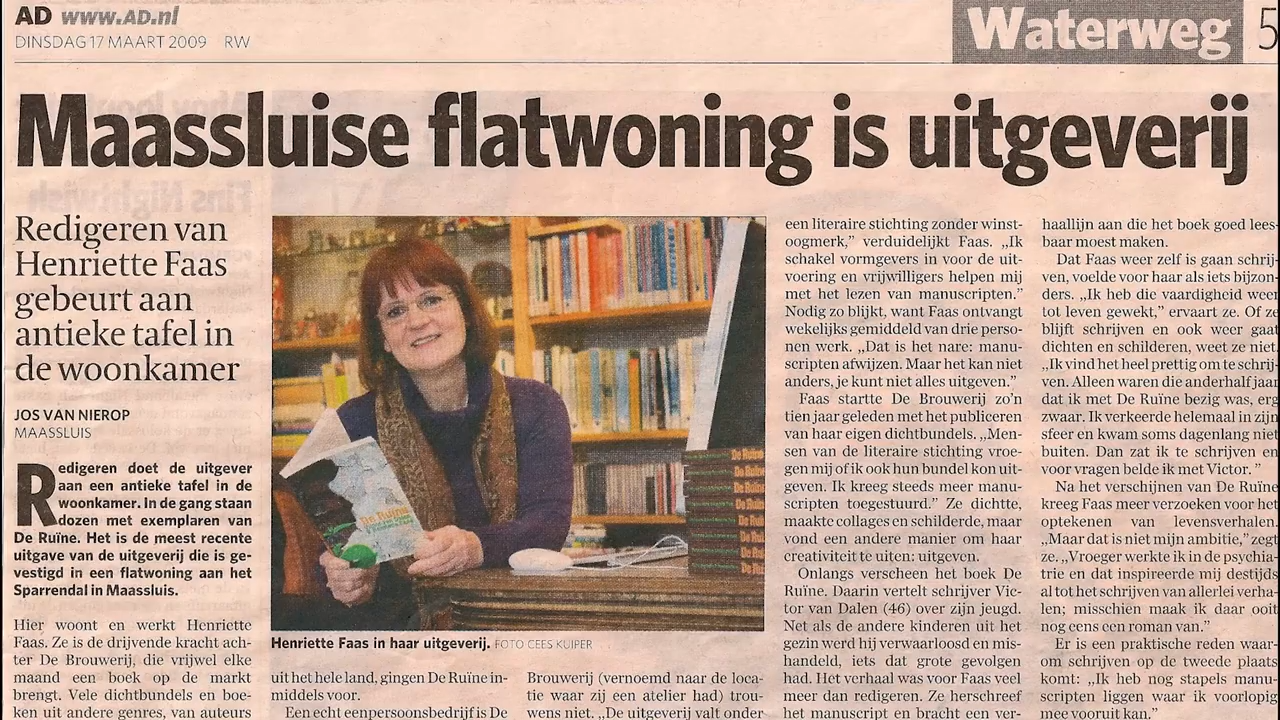 AD www.AD.nl
DINSDAG 17 MAART 2009 RW
Waterweg 5
Maassluise flatwoning is uitgeverij
Redigeren van
Henriette Faas
gebeurt aan
antieke tafel in
de woonkamer
JOS VAN NIEROP
MAASSLUIS
Redigeren doet de uitgever
aan een antieke tafel in de
woonkamer. In de gang staan
dozen met exemplaren van
De Ruïne. Het is de meest recente
uitgave van de uitgeverij die is ge-
vestigd in een flatwoning aan het
Sparrendal in Maassluis.
Hier woont en werkt Henriette
Faas. Ze is de drijvende kracht ach-
ter De Brouwerij, die vrijwel elke
maand een boek op de markt
brengt. Vele dichtbundels en boe-
ken uit andere genres, van auteurs
De Ruïne
De Ruïne
De Ruïne
De Ruïne
De Ruïne
De Ruïne
De Ruïne
De Ruïne
Henriette Faas in haar uitgeverij. FOTO CEES KUIPER
uit het hele land, gingen De Ruïne in-
middels voor.
Een echt eenpersoonsbedrijf is De
Brouwerij (vernoemd naar de loca-
tie waar zij een atelier had) trou-
wens niet. „De uitgeverij valt onder
een literaire stichting zonder winst-
oogmerk,” verduidelijkt Faas. „Ik
schakel vormgevers in voor de uit-
voering en vrijwilligers helpen mij
met het lezen van manuscripten.”
Nodig zo blijkt, want Faas ontvangt
wekelijks gemiddeld van drie perso-
nen werk. „Dat is het nare: manu-
scripten afwijzen. Maar het kan niet
anders, je kunt niet alles uitgeven.”
Faas startte De Brouwerij zo’n
tien jaar geleden met het publiceren
van haar eigen dichtbundels. „Men-
sen van de literaire stichting vroe-
gen mij of ik ook hun bundel kon uit-
geven. Ik kreeg steeds meer manu-
scripten toegestuurd.” Ze dichtte,
maakte collages en schilderde, maar
vond een andere manier om haar
creativiteit te uiten: uitgeven.
Onlangs verscheen het boek De
Ruïne. Daarin vertelt schrijver Vic-
tor van Dalen (46) over zijn jeugd.
Net als de andere kinderen uit het
gezin werd hij verwaarloosd en mis-
handeld, iets dat grote gevolgen
had. Het verhaal was voor Faas veel
meer dan redigeren. Ze herschreef
het manuscript en bracht een ver-
haallijn aan die het boek goed lees-
baar moest maken.
Dat Faas weer zelf is gaan schrij-
ven, voelde voor haar als iets bijzon-
ders. „Ik heb die vaardigheid weer
tot leven gewekt,” ervaart ze. Of ze
blijft schrijven en ook weer gaat
dichten en schilderen, weet ze niet.
„Ik vind het heel prettig om te schrij-
ven. Alleen waren die anderhalf jaar
dat ik met De Ruïne bezig was, erg
zwaar. Ik verkeerde helemaal in zijn
sfeer en kwam soms dagenlang niet
buiten. Dan zat ik te schrijven en
voor vragen belde ik met Victor.”
Na het verschijnen van De Ruïne
kreeg Faas meer verzoeken voor het
optekenen van levensverhalen.
„Maar dat is niet mijn ambitie,” zegt
ze. „Vroeger werkte ik in de psychia-
trie en dat inspireerde mij destijds
al tot het schrijven van allerlei verha-
len; misschien maak ik daar ooit
nog eens een roman van.”
Er is een praktische reden waar-
om schrijven op de tweede plaats
komt: „Ik heb nog stapels manu-
scripten liggen waar ik voorlopig
mee vooruit kan.”